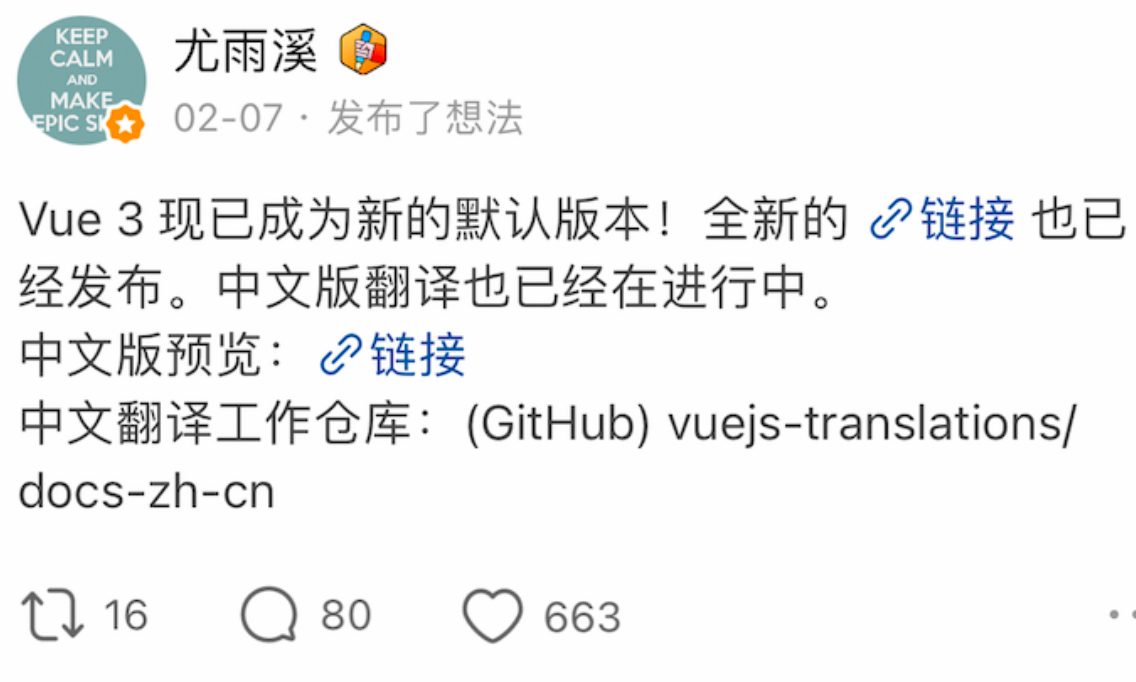 KEEP
CALM
AND
MAKE
EPIC
尤雨溪
02-07 · 发布了想法
Vue 3 现已成为新的默认版本！全新的 链接 也已
经发布。中文版翻译也已经在进行中。
中文版预览： 链接
中文翻译工作仓库：(GitHub) vuejs-translations/
docs-zh-cn
16 80 663